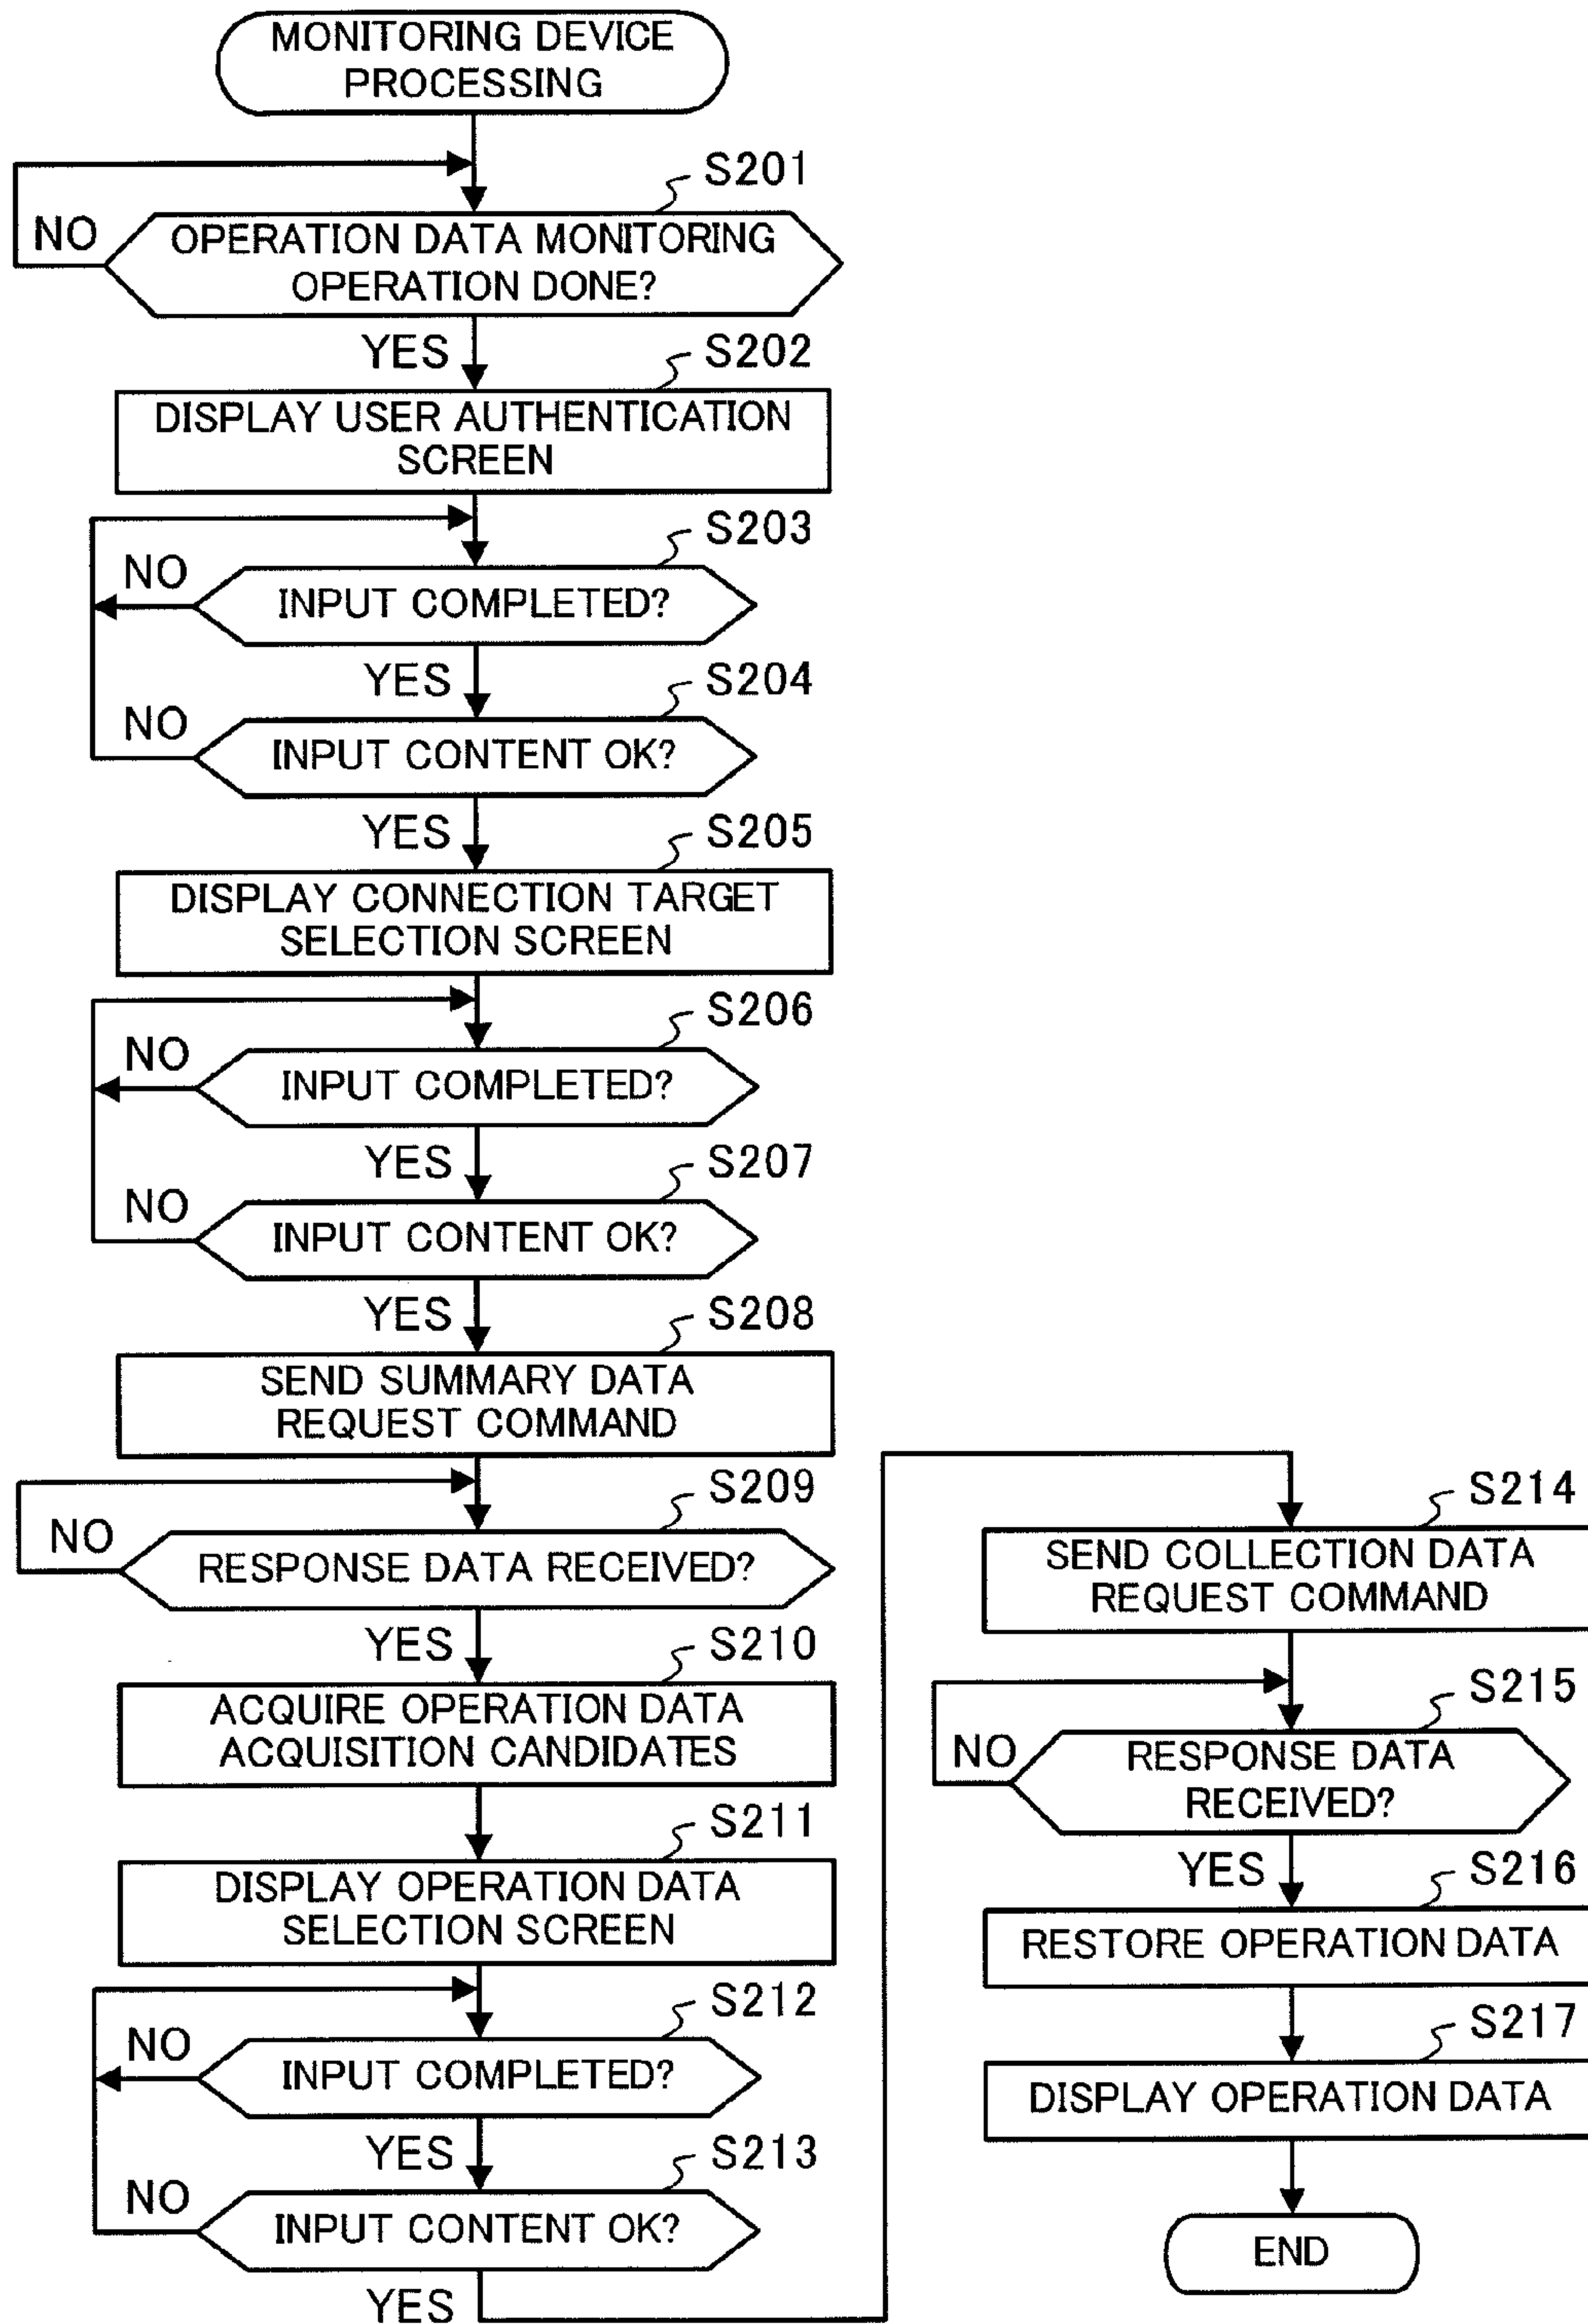 MONITORING DEVICE
PROCESSING
S201
NO
OPERATION DATA MONITORING
OPERATION DONE?
YES
S202
DISPLAY USER AUTHENTICATION
SCREEN
S203
NO
INPUT COMPLETED?
YES
S204
NO
INPUT CONTENT OK?
YES
S205
DISPLAY CONNECTION TARGET
SELECTION SCREEN
S206
NO
INPUT COMPLETED?
YES
S207
NO
INPUT CONTENT OK?
YES
S208
SEND SUMMARY DATA
REQUEST COMMAND
S209
NO
RESPONSE DATA RECEIVED?
YES
S210
ACQUIRE OPERATION DATA
ACQUISITION CANDIDATES
S211
DISPLAY OPERATION DATA
SELECTION SCREEN
S212
NO
INPUT COMPLETED?
YES
S213
NO
INPUT CONTENT OK?
YES
S214
SEND COLLECTION DATA
REQUEST COMMAND
S215
NO
RESPONSE DATA
RECEIVED?
YES
S216
RESTORE OPERATION DATA
S217
DISPLAY OPERATION DATA
END